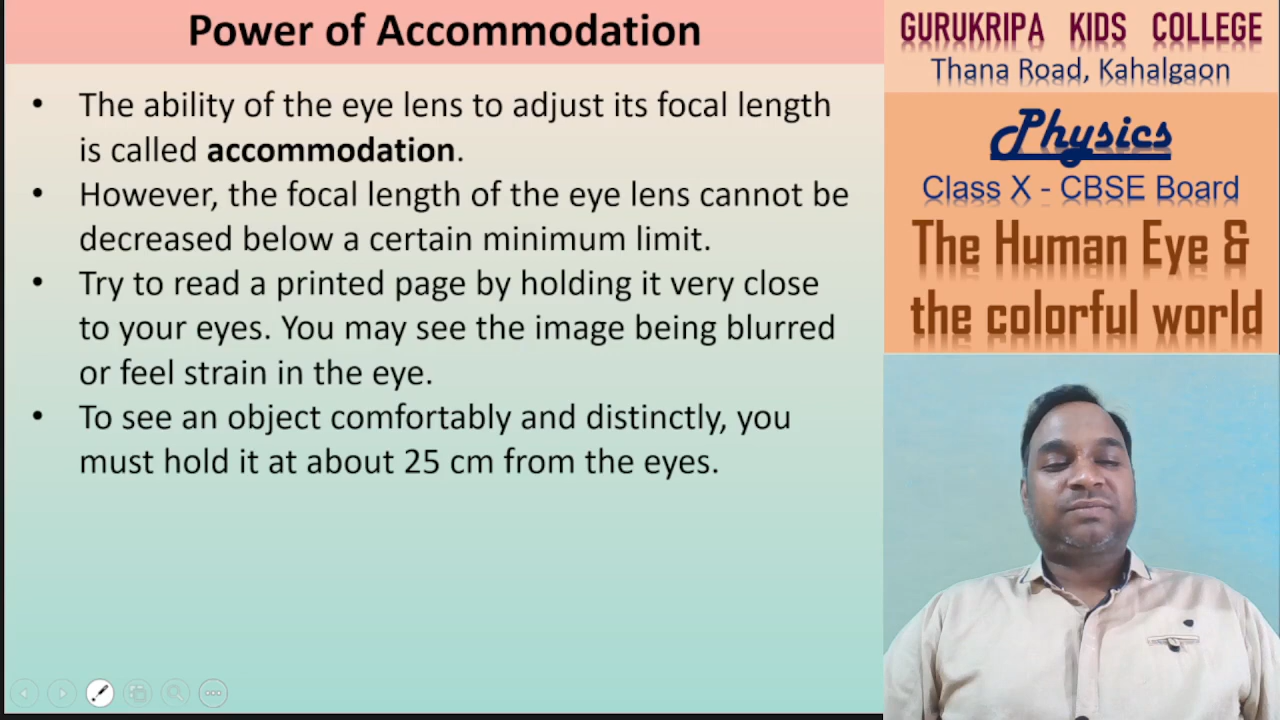 Power of Accommodation
• The ability of the eye lens to adjust its focal length
is called accommodation.
• However, the focal length of the eye lens cannot be
decreased below a certain minimum limit.
• Try to read a printed page by holding it very close
to your eyes. You may see the image being blurred
or feel strain in the eye.
• To see an object comfortably and distinctly, you
must hold it at about 25 cm from the eyes.
GURUKRIPA KIDS COLLEGE
Thana Road, Kahalgaon
Physics
Class X - CBSE Board
The Human Eye &
the colorful world